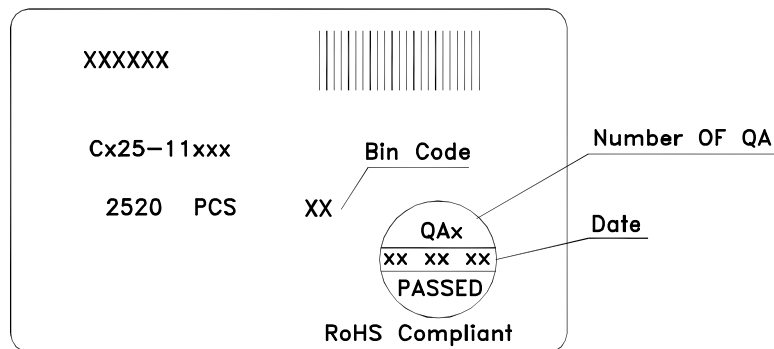 XXXXXX
Cx25-11xxx
Bin Code
Number OF QA
2520 PCS
XX
QAx
Date
xx xx xx
PASSED
RoHS Compliant